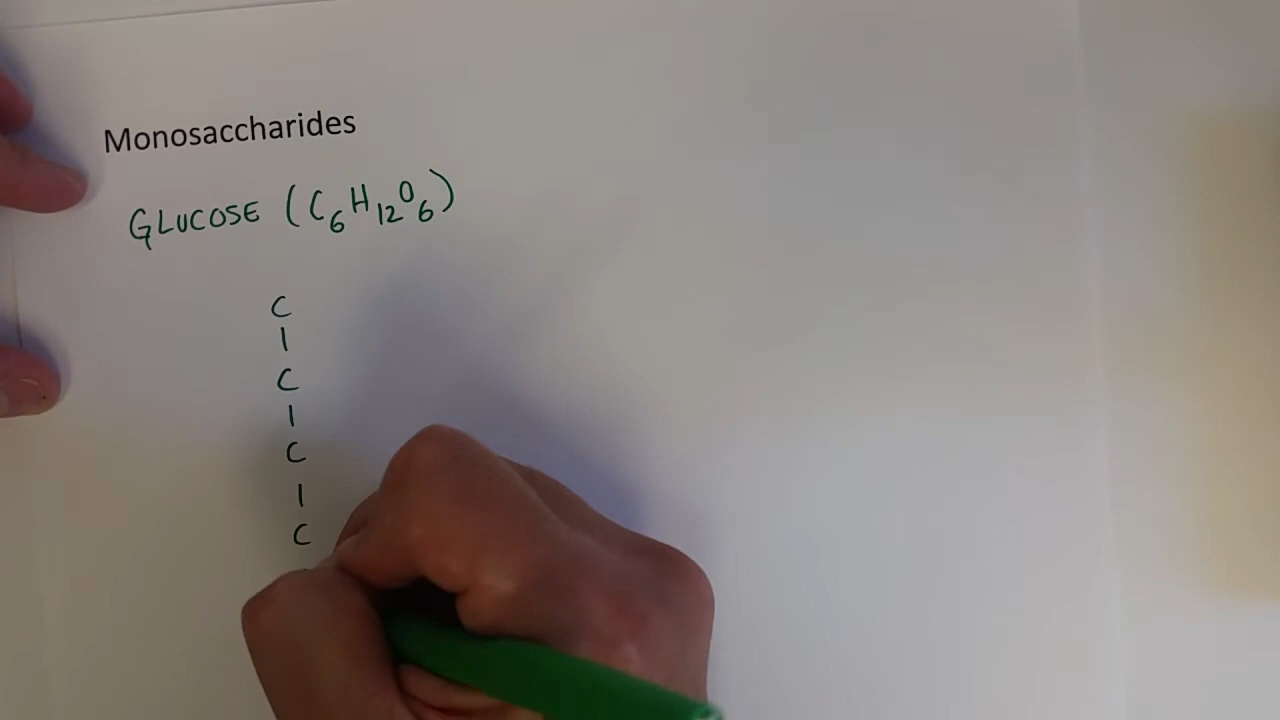 Monosaccharides
GLUCOSE (C₆H₁₂O₆)
C
|
C
|
C
|
C